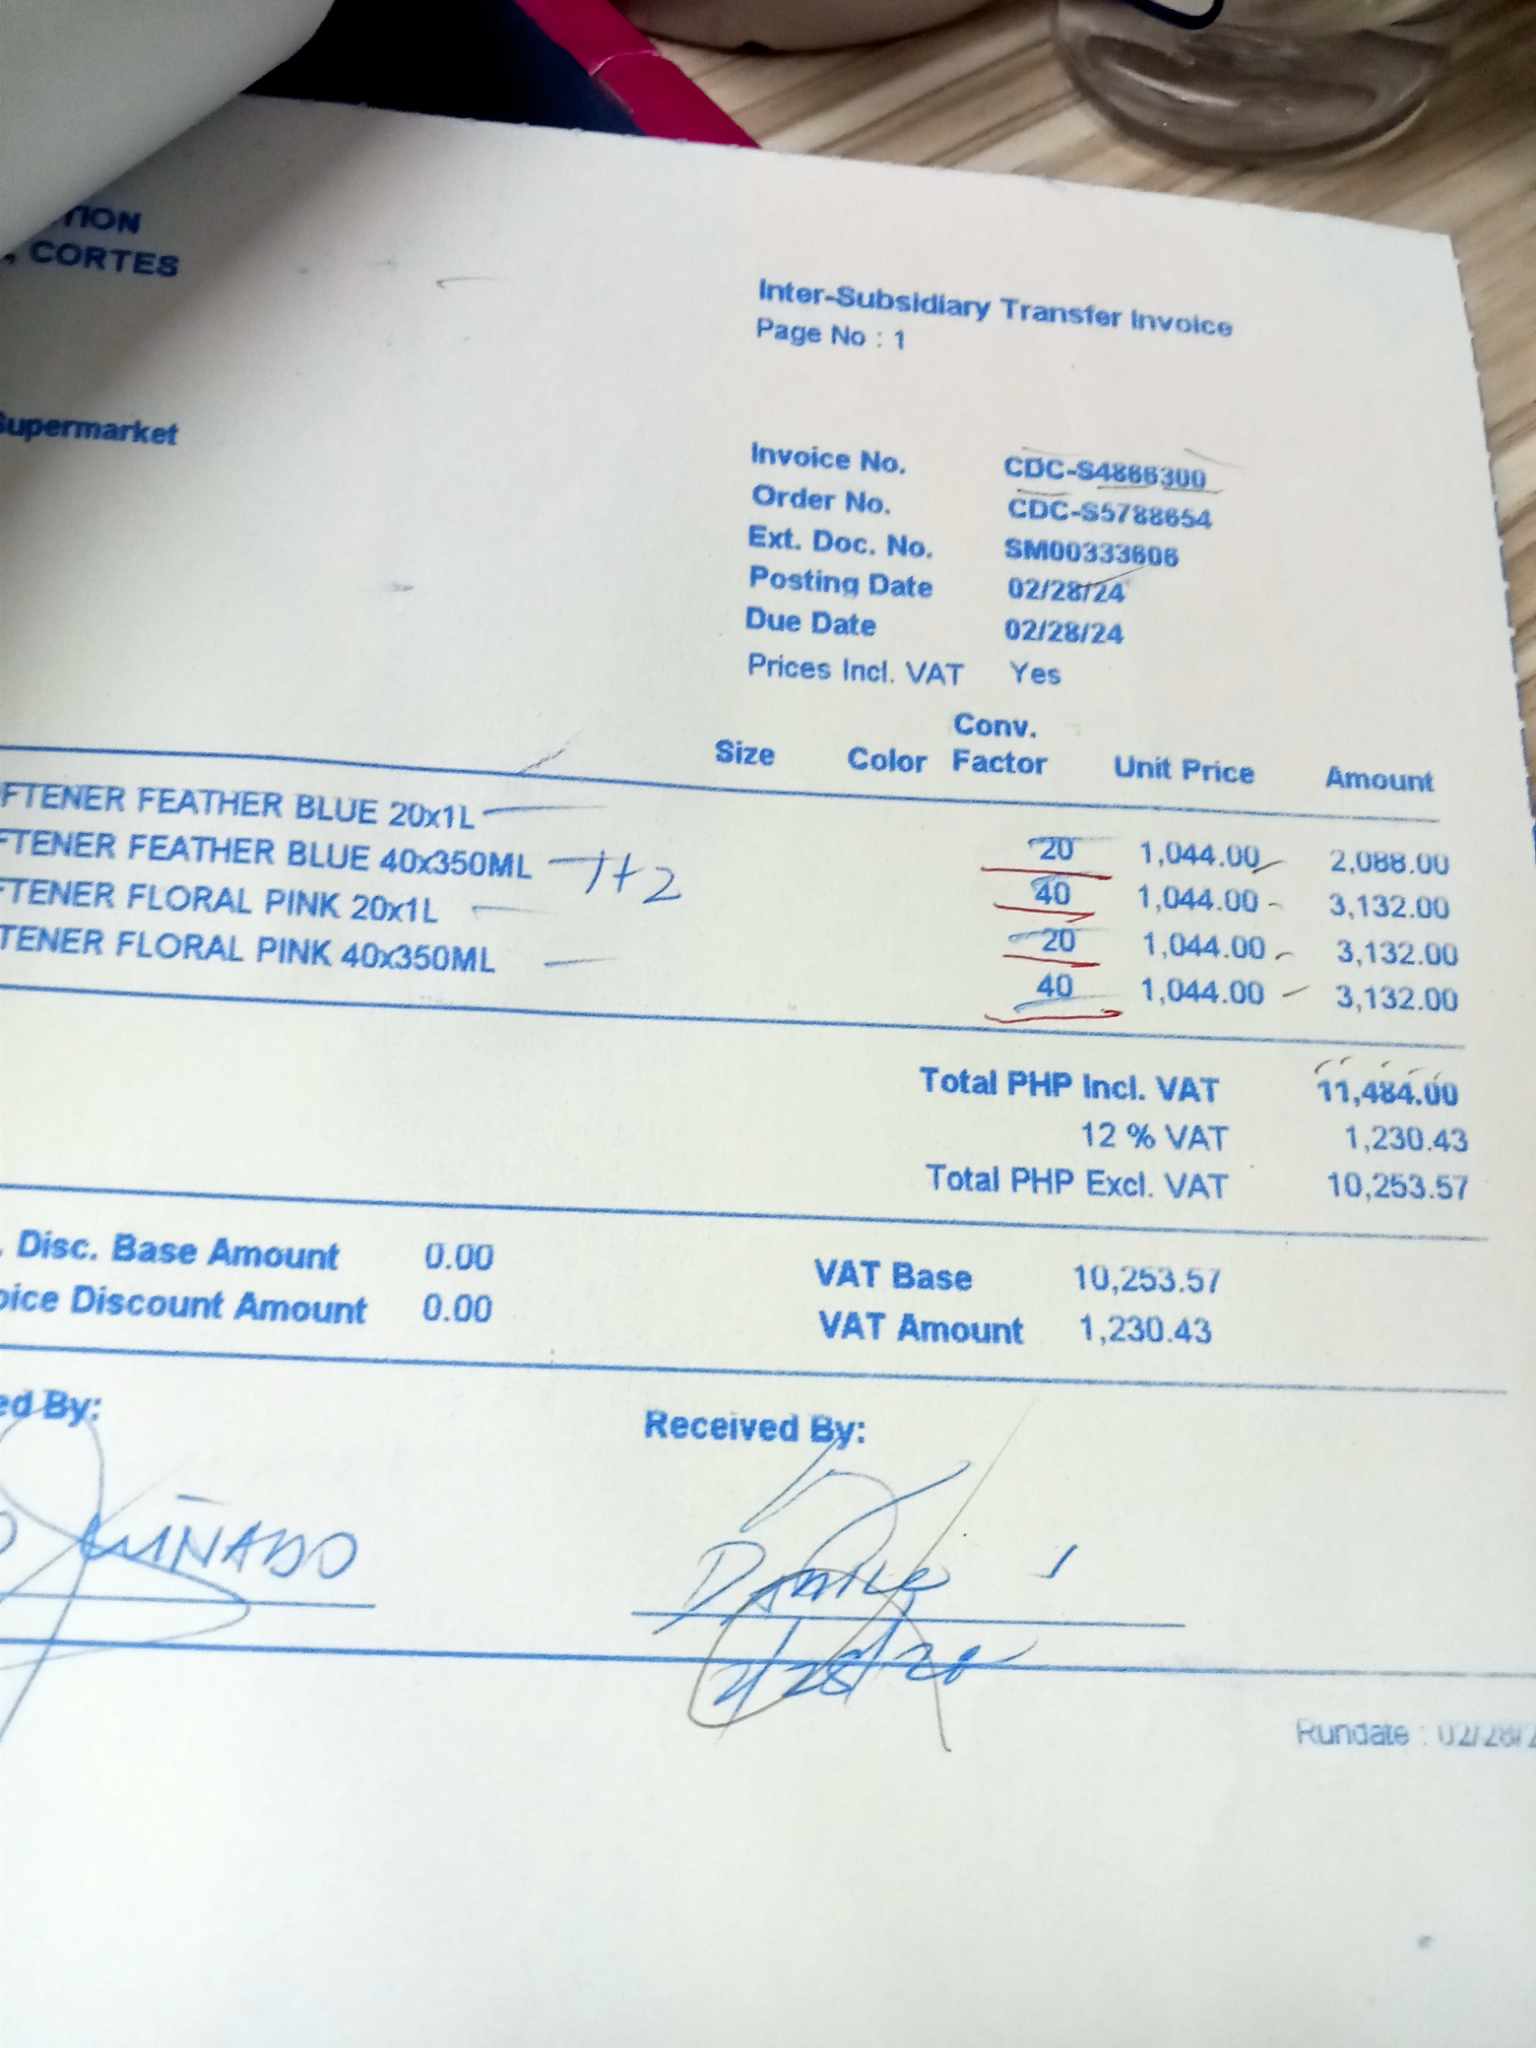 TION
, CORTES
Inter-Subsidiary Transfer Invoice
Page No : 1
Supermarket
Invoice No. CDC-S4866300
Order No. CDC-S5788654
Ext. Doc. No. SM00333606
Posting Date 02/28/24
Due Date 02/28/24
Prices Incl. VAT Yes
Size Color Conv. Factor Unit Price Amount
FTENER FEATHER BLUE 20x1L 20 1,044.00 2,088.00
FTENER FEATHER BLUE 40x350ML 1+2 40 1,044.00 3,132.00
FTENER FLORAL PINK 20x1L 20 1,044.00 3,132.00
TENER FLORAL PINK 40x350ML 40 1,044.00 3,132.00
Total PHP Incl. VAT 11,484.00
12 % VAT 1,230.43
Total PHP Excl. VAT 10,253.57
. Disc. Base Amount 0.00 VAT Base 10,253.57
oice Discount Amount 0.00 VAT Amount 1,230.43
ed By: Received By:
2/28/20
Rundate : 02/28/2